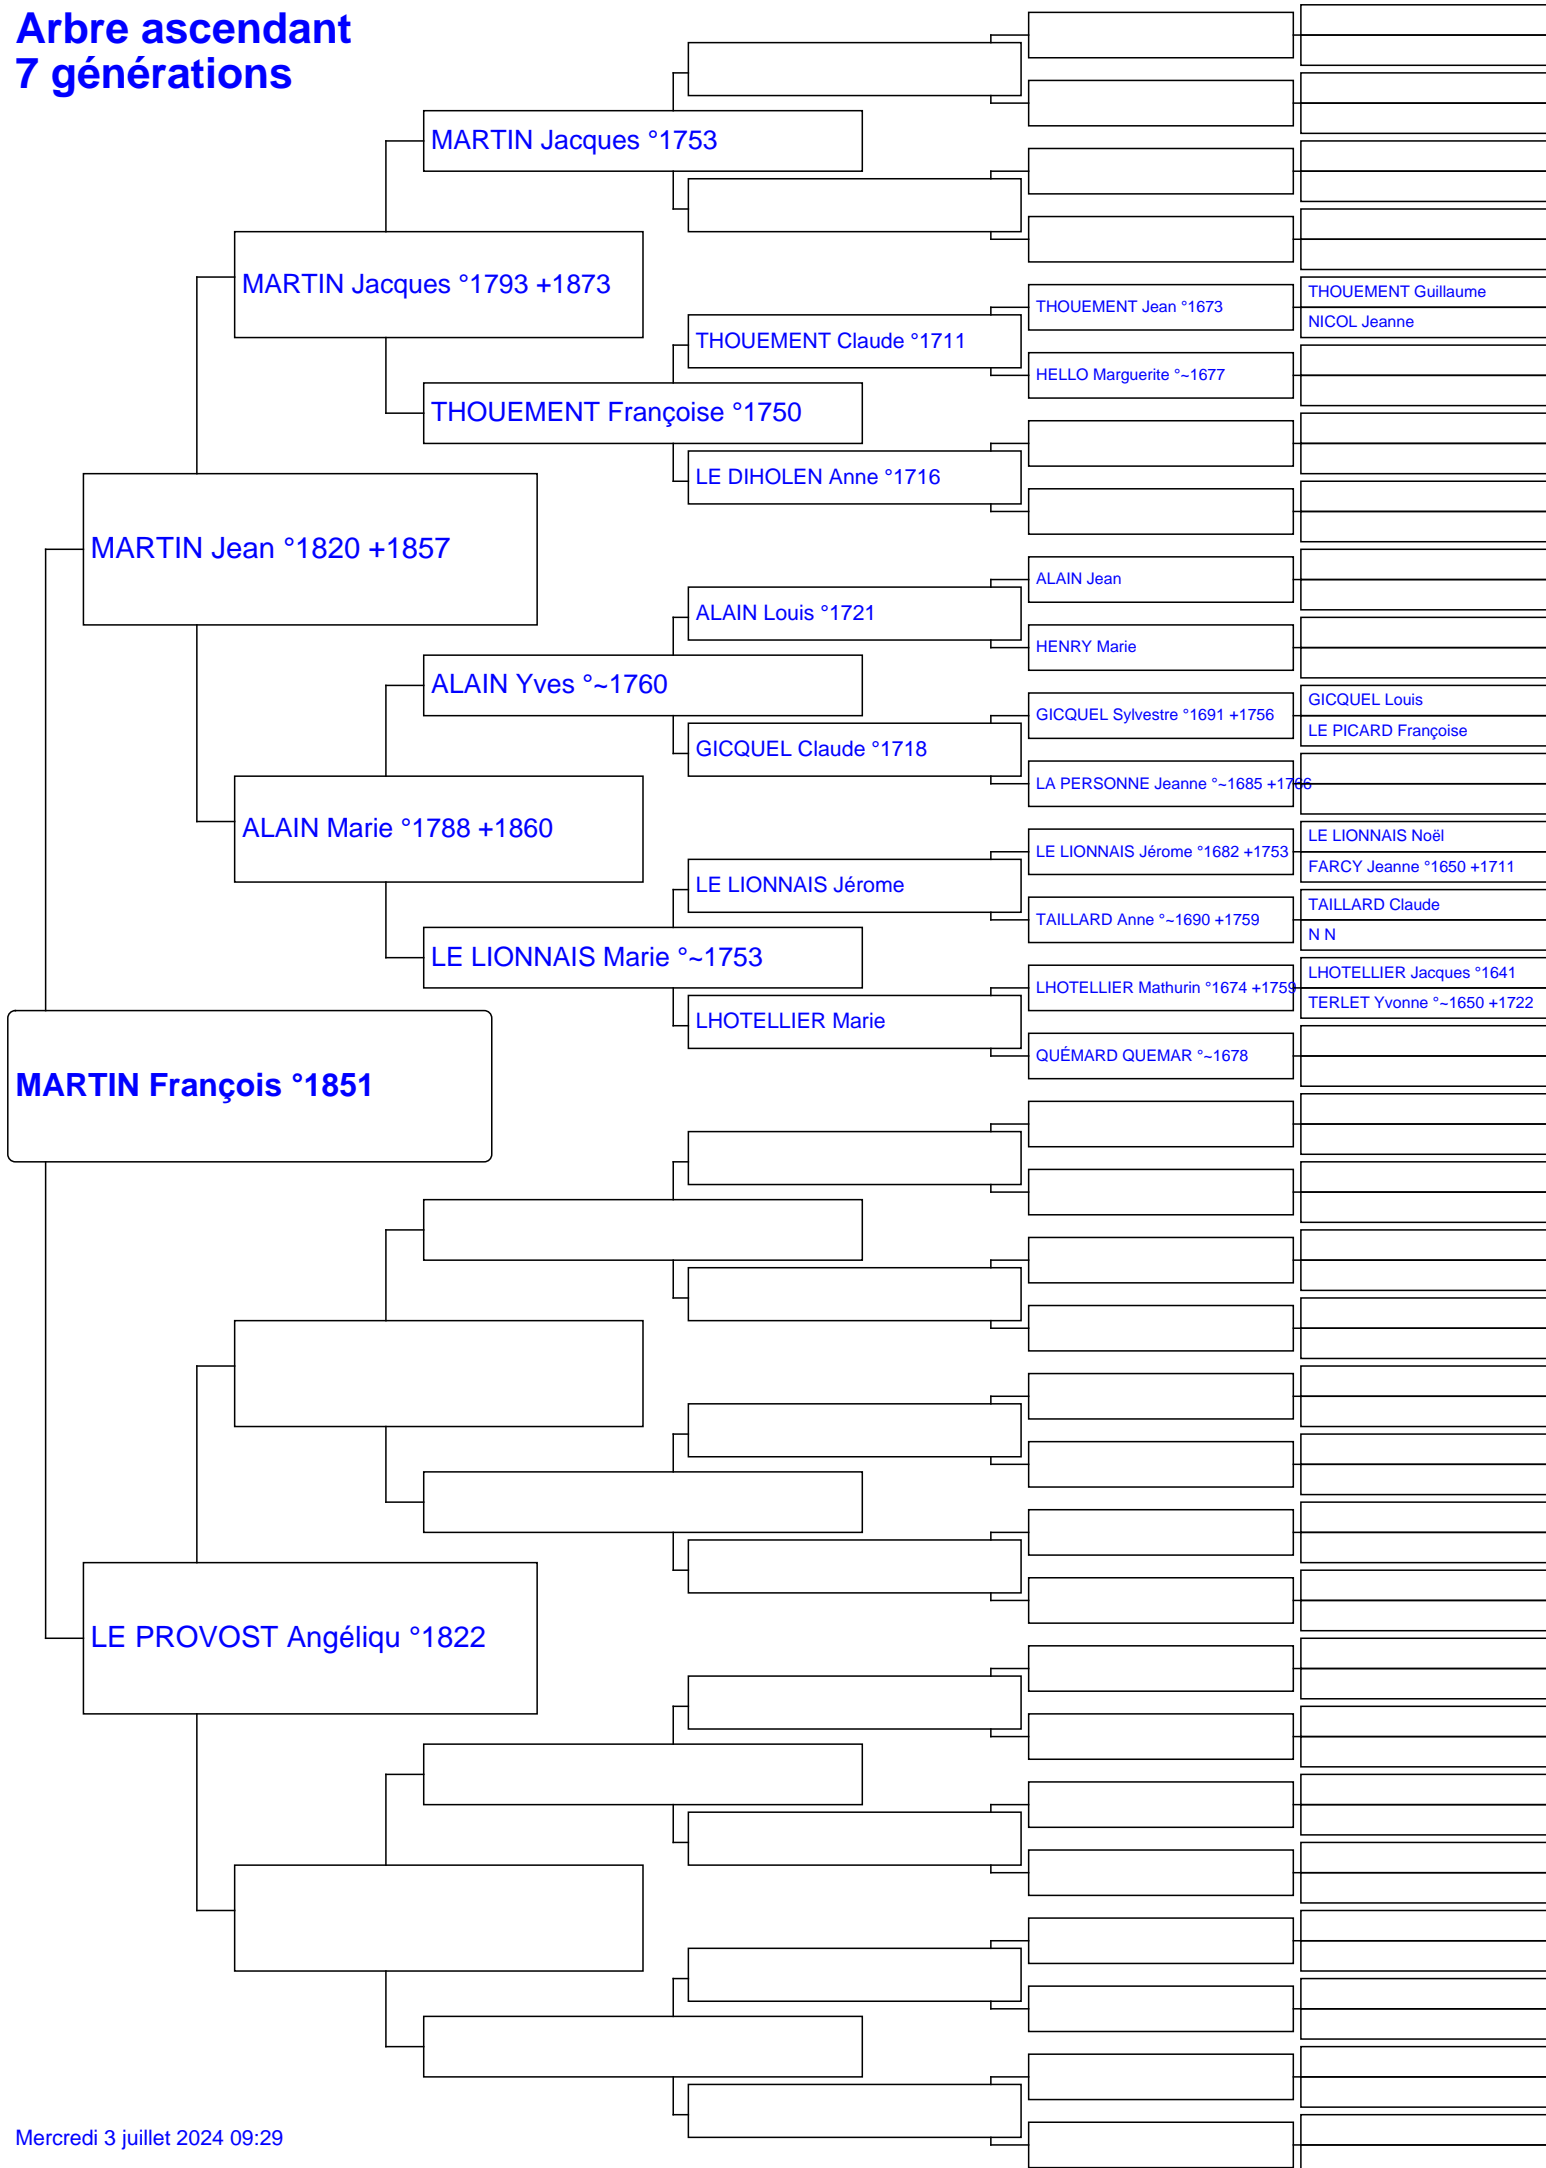 Arbre ascendant
7 générations
MARTIN Jacques °1753
MARTIN Jacques °1793 +1873
THOUEMENT Guillaume
THOUEMENT Jean °1673
NICOL Jeanne
THOUEMENT Claude °1711
HELLO Marguerite °~1677
THOUEMENT Françoise °1750
LE DIHOLEN Anne °1716
MARTIN Jean °1820 +1857
ALAIN Jean
ALAIN Louis °1721
HENRY Marie
ALAIN Yves °~1760
GICQUEL Louis
GICQUEL Sylvestre °1691 +1756
LE PICARD Françoise
GICQUEL Claude °1718
LA PERSONNE Jeanne °~1685 +1766
ALAIN Marie °1788 +1860
LE LIONNAIS Noël
LE LIONNAIS Jérome °1682 +1753
FARCY Jeanne °1650 +1711
LE LIONNAIS Jérome
TAILLARD Claude
TAILLARD Anne °~1690 +1759
N N
LE LIONNAIS Marie °~1753
LHOTELLIER Jacques °1641
LHOTELLIER Mathurin °1674 +1759
TERLET Yvonne °~1650 +1722
LHOTELLIER Marie
QUÉMARD QUEMAR °~1678
MARTIN François °1851
LE PROVOST Angéliqu °1822
Mercredi 3 juillet 2024 09:29